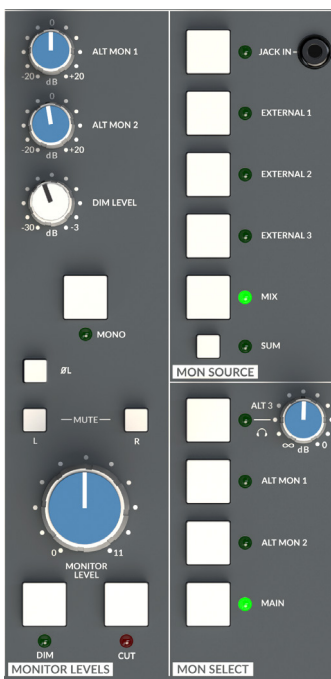 0
ALT MON 1
-20
+20
dB
0
ALT MON 2
-20
+20
dB
DIM LEVEL
-30
-3
dB
MONO
ØL
MUTE
L
R
0
11
MONITOR
LEVEL
DIM
CUT
MONITOR LEVELS
JACK IN
EXTERNAL 1
EXTERNAL 2
EXTERNAL 3
MIX
SUM
MON SOURCE
ALT 3
∞
0
dB
ALT MON 1
ALT MON 2
MAIN
MON SELECT